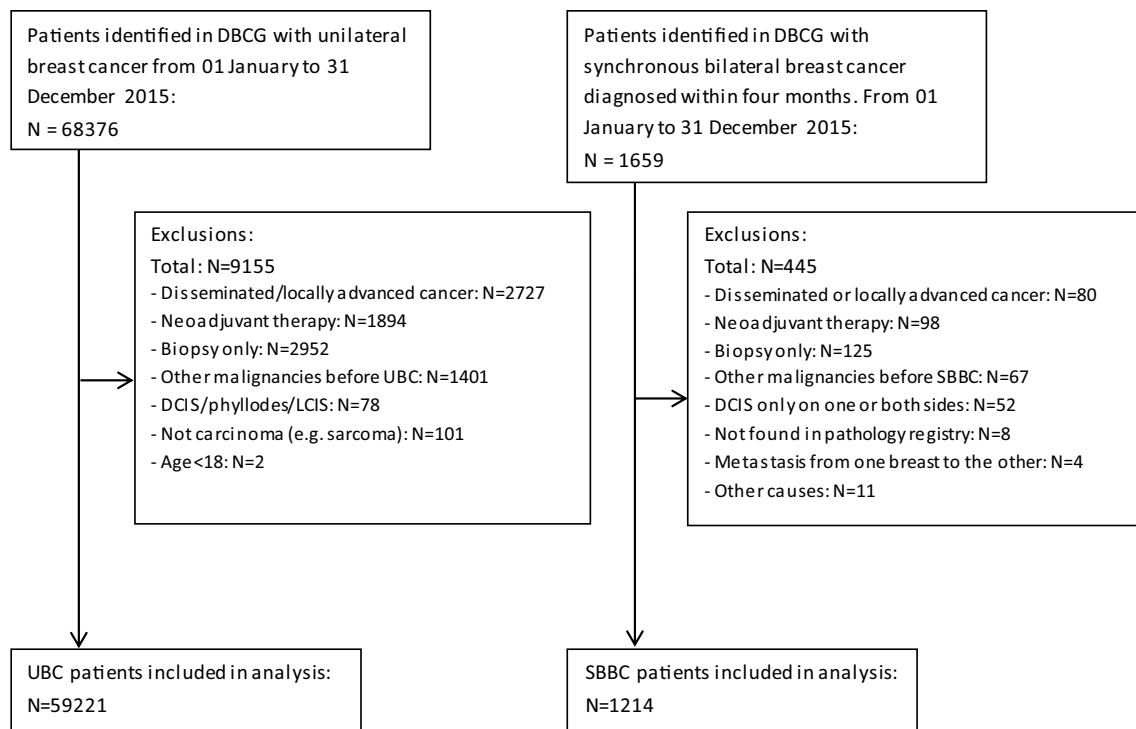 Patients identified in DBCG with unilateral
breast cancer from 01 January to 31
December 2015:
N = 68376
Patients identified in DBCG with
synchronous bilateral breast cancer
diagnosed within four months. From 01
January to 31 December 2015:
N = 1659
Exclusions:
Total: N=9155
- Disseminated/locally advanced cancer: N=2727
- Neoadjuvant therapy: N=1894
- Biopsy only: N=2952
- Other malignancies before UBC: N=1401
- DCIS/phyllodes/LCIS: N=78
- Not carcinoma (e.g. sarcoma): N=101
- Age<18: N=2
Exclusions:
Total: N=445
- Disseminated or locally advanced cancer: N=80
- Neoadjuvant therapy: N=98
- Biopsy only: N=125
- Other malignancies before SBBC: N=67
- DCIS only on one or both sides: N=52
- Not found in pathology registry: N=8
- Metastasis from one breast to the other: N=4
- Other causes: N=11
UBC patients included in analysis:
N=59221
SBBC patients included in analysis:
N=1214